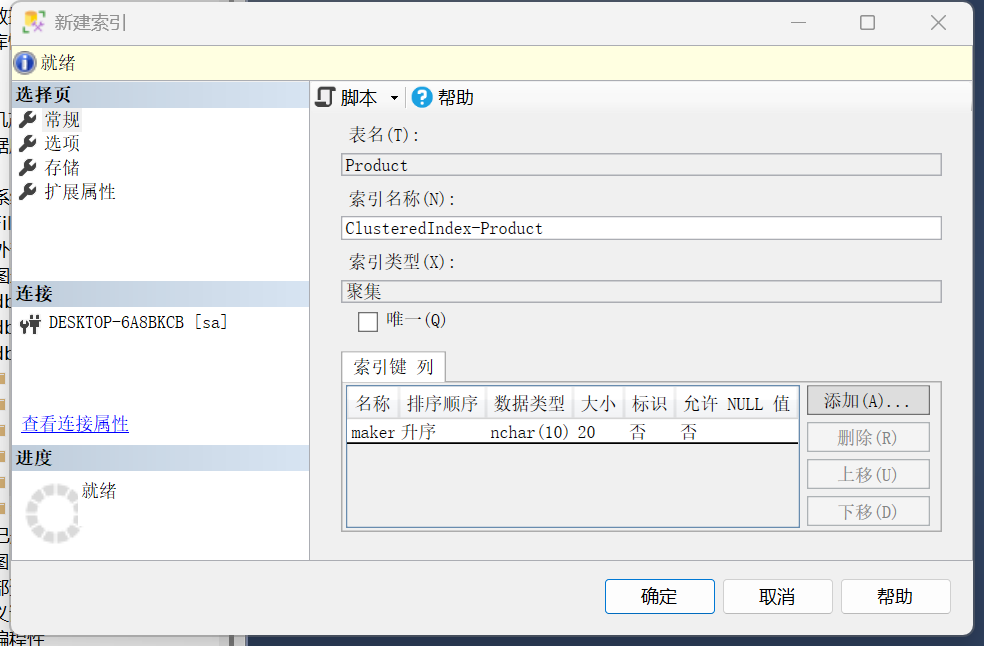 新建索引
就绪
选择页
常规
选项
存储
扩展属性
连接
DESKTOP-6A8BKCB [sa]
查看连接属性
进度
就绪
脚本 帮助
表名(T):
Product
索引名称(N):
ClusteredIndex-Product
索引类型(X):
聚集
唯一(Q)
索引键 列
名称 排序顺序 数据类型 大小 标识 允许 NULL 值
maker 升序 nchar(10) 20 否 否
添加(A)...
删除(R)
上移(U)
下移(D)
确定 取消 帮助
编程性